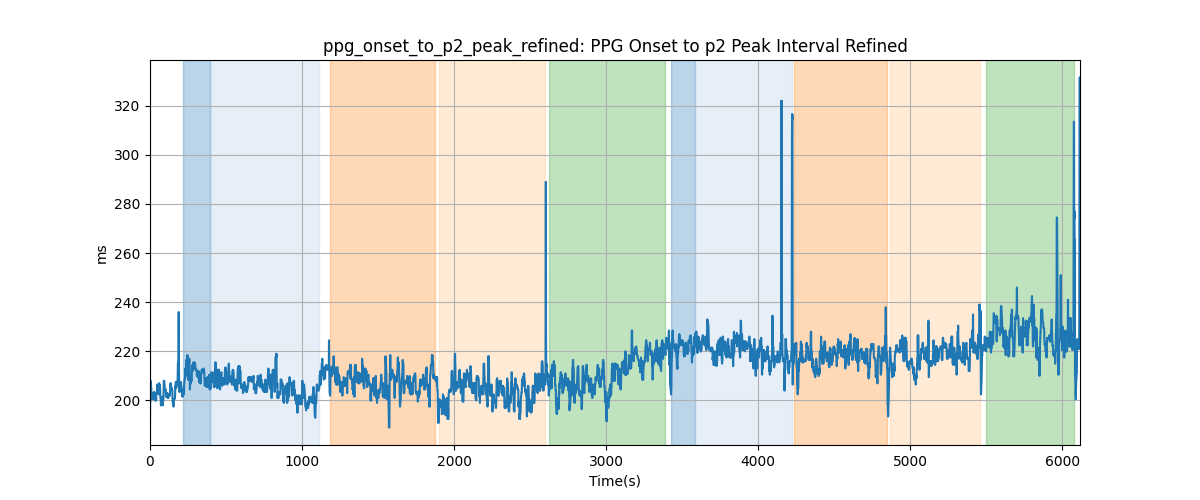 ppg_onset_to_p2_peak_refined: PPG Onset to p2 Peak Interval Refined
320
300
280
260
240
220
200
ms
0 1000 2000 3000 4000 5000 6000
Time(s)